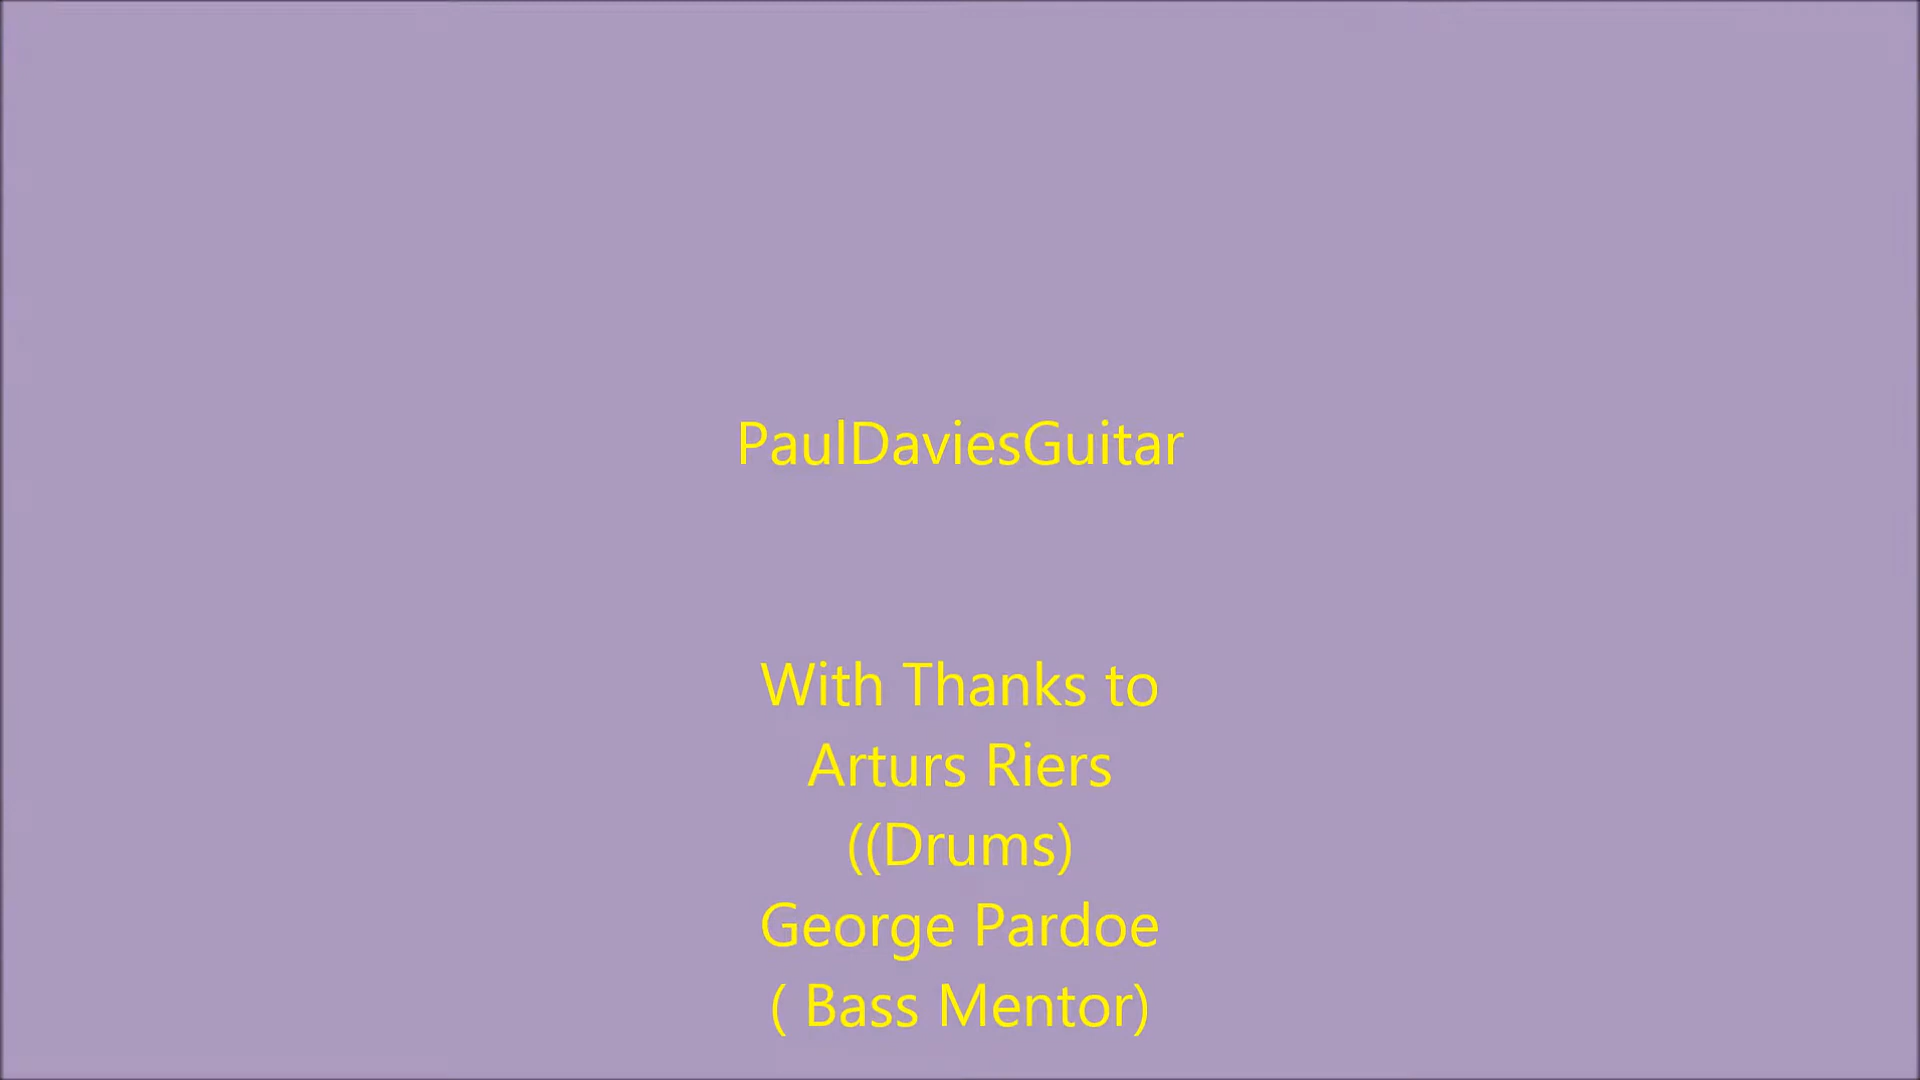 PaulDaviesGuitar
With Thanks to
Arturs Riers
((Drums)
George Pardoe
( Bass Mentor)